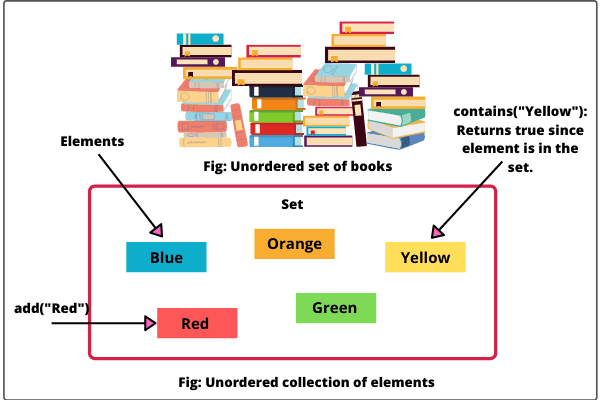 Fig: Unordered set of books
Elements
contains("Yellow"):
Returns true since
element is in the
set.
Set
Blue
Orange
Yellow
add("Red")
Red
Green
Fig: Unordered collection of elements